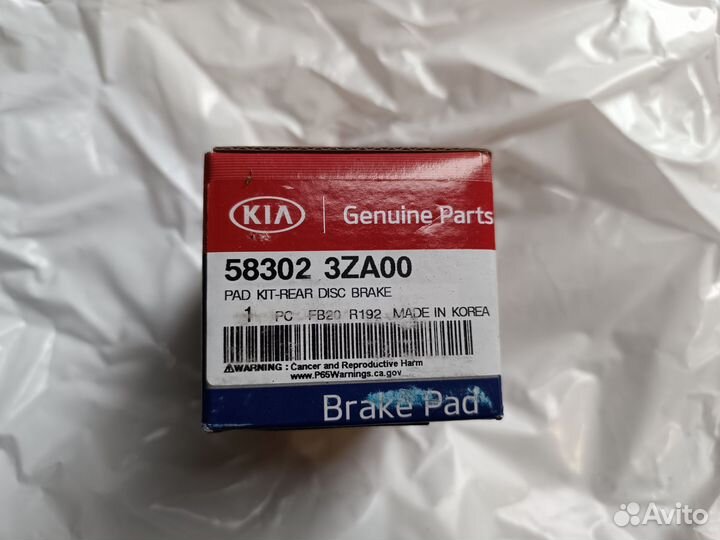 KIA Genuine Parts
58302 3ZA00
PAD KIT-REAR DISC BRAKE
1 PC FB20 R192 MADE IN KOREA
WARNING : Cancer and Reproductive Harm
www.P65Warnings.ca.gov
Brake Pad
Avito